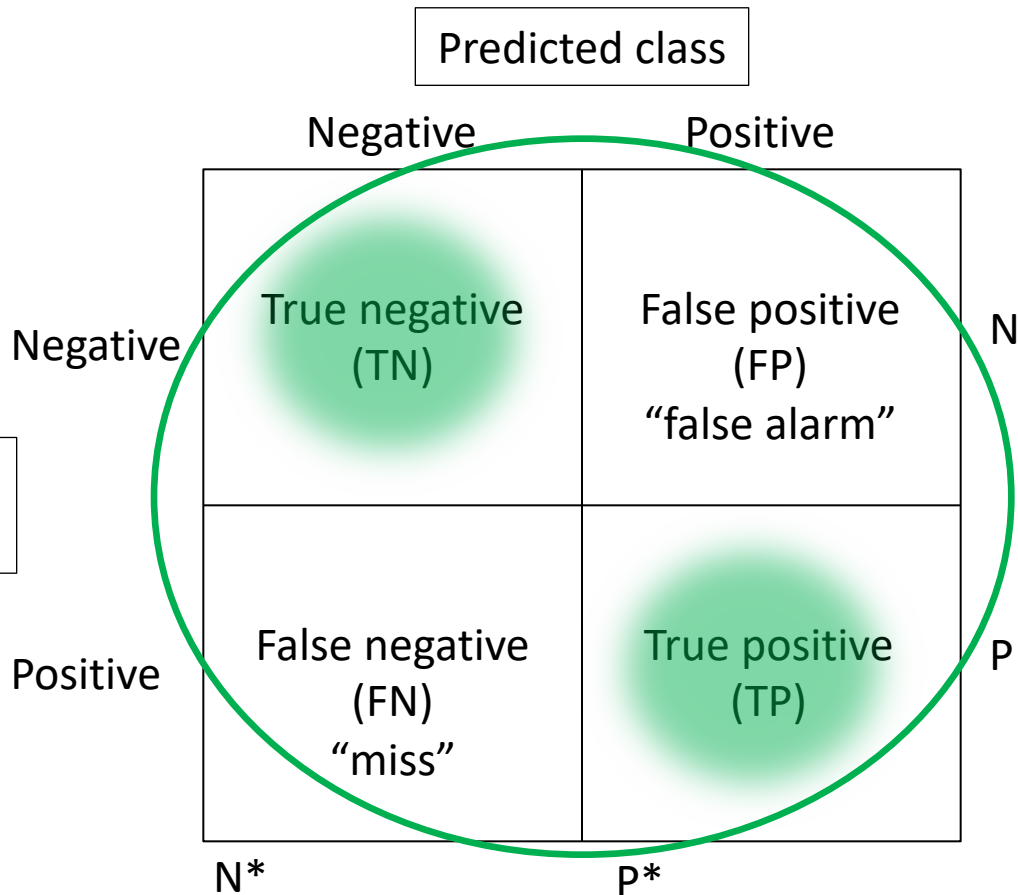 Predicted class
Negative Positive
Negative
True negative
(TN)
False positive
(FP)
“false alarm”
N
Positive
False negative
(FN)
“miss”
True positive
(TP)
P
N* P*